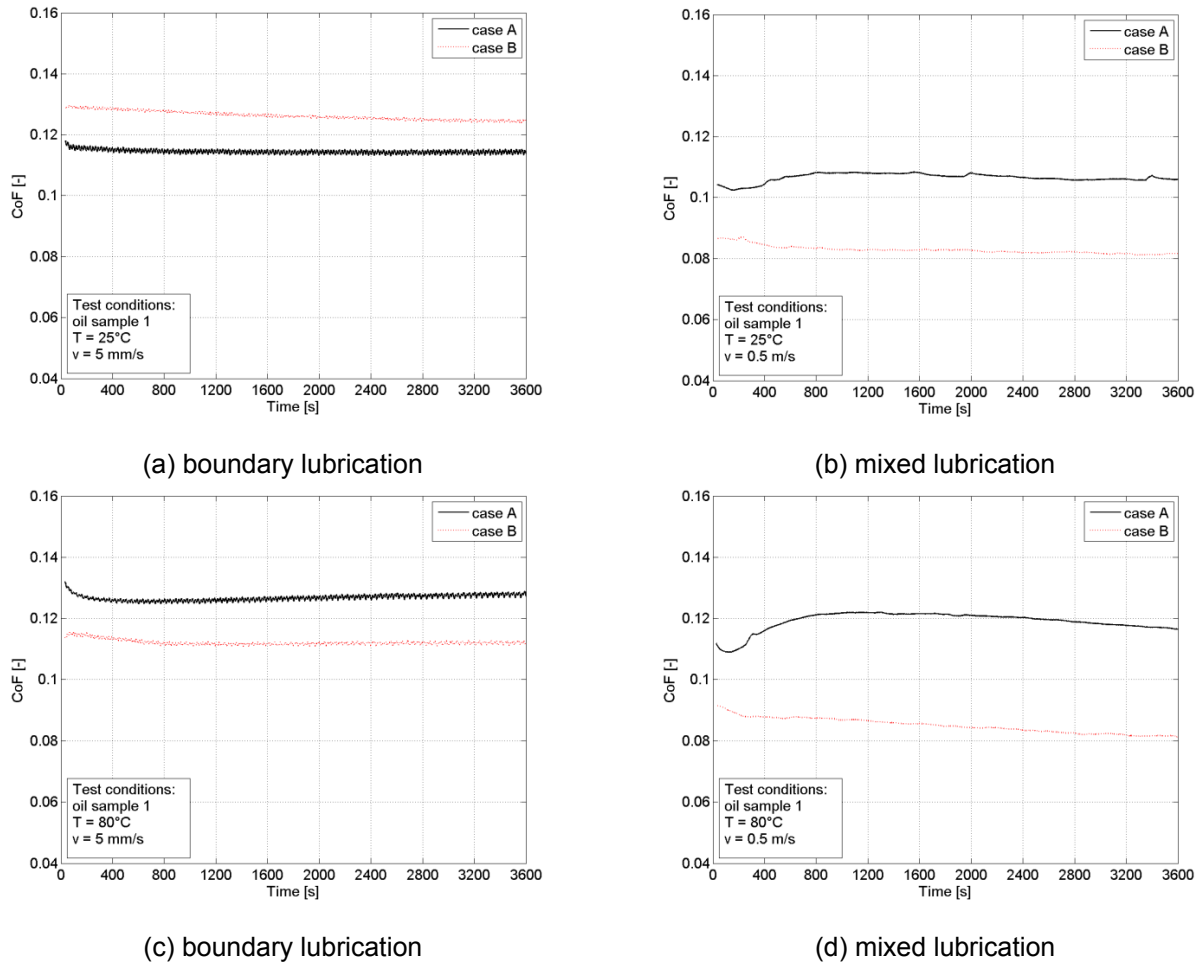 0.16
0.14
0.12
0.1
0.08
0.06
0.04
CoF [-]
case A
case B
Test conditions:
oil sample 1
T = 25°C
v = 5 mm/s
0 400 800 1200 1600 2000 2400 2800 3200 3600
Time [s]
(a) boundary lubrication
0.16
0.14
0.12
0.1
0.08
0.06
0.04
CoF [-]
case A
case B
Test conditions:
oil sample 1
T = 25°C
v = 0.5 m/s
0 400 800 1200 1600 2000 2400 2800 3200 3600
Time [s]
(b) mixed lubrication
0.16
0.14
0.12
0.1
0.08
0.06
0.04
CoF [-]
case A
case B
Test conditions:
oil sample 1
T = 80°C
v = 5 mm/s
0 400 800 1200 1600 2000 2400 2800 3200 3600
Time [s]
(c) boundary lubrication
0.16
0.14
0.12
0.1
0.08
0.06
0.04
CoF [-]
case A
case B
Test conditions:
oil sample 1
T = 80°C
v = 0.5 m/s
0 400 800 1200 1600 2000 2400 2800 3200 3600
Time [s]
(d) mixed lubrication